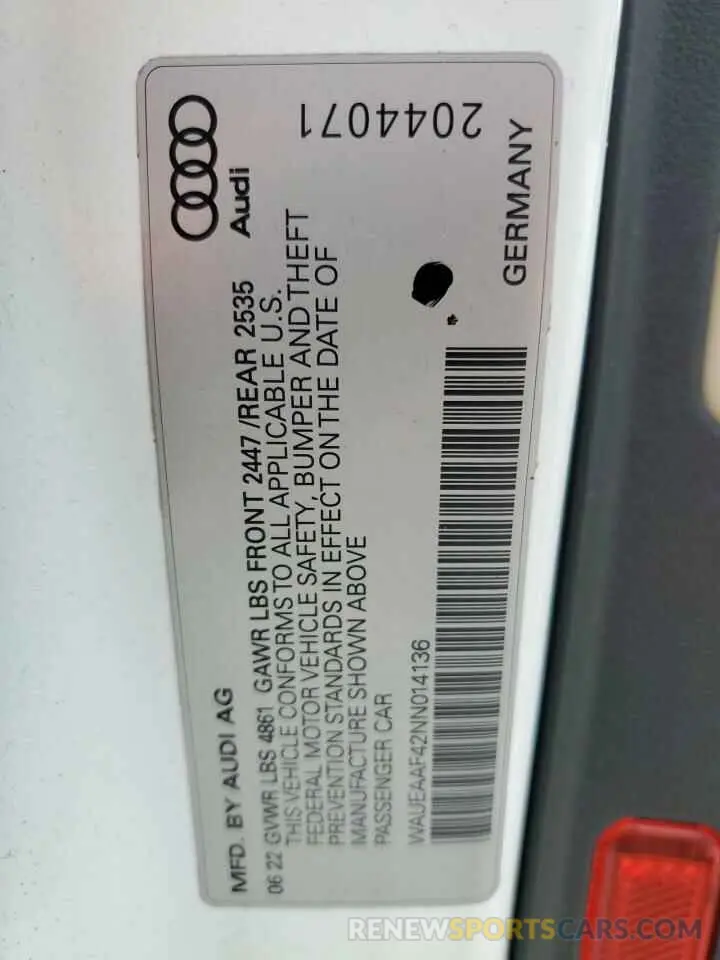 MFD. BY AUDI AG
Audi
06 22 GVWR LBS 4861 GAWR LBS FRONT 2447 /REAR 2535
THIS VEHICLE CONFORMS TO ALL APPLICABLE U.S.
FEDERAL MOTOR VEHICLE SAFETY, BUMPER AND THEFT
PREVENTION STANDARDS IN EFFECT ON THE DATE OF
MANUFACTURE SHOWN ABOVE
PASSENGER CAR
WAUEAAF42NN014136
GERMANY
2044071
RENEWSPORTSCARS.COM